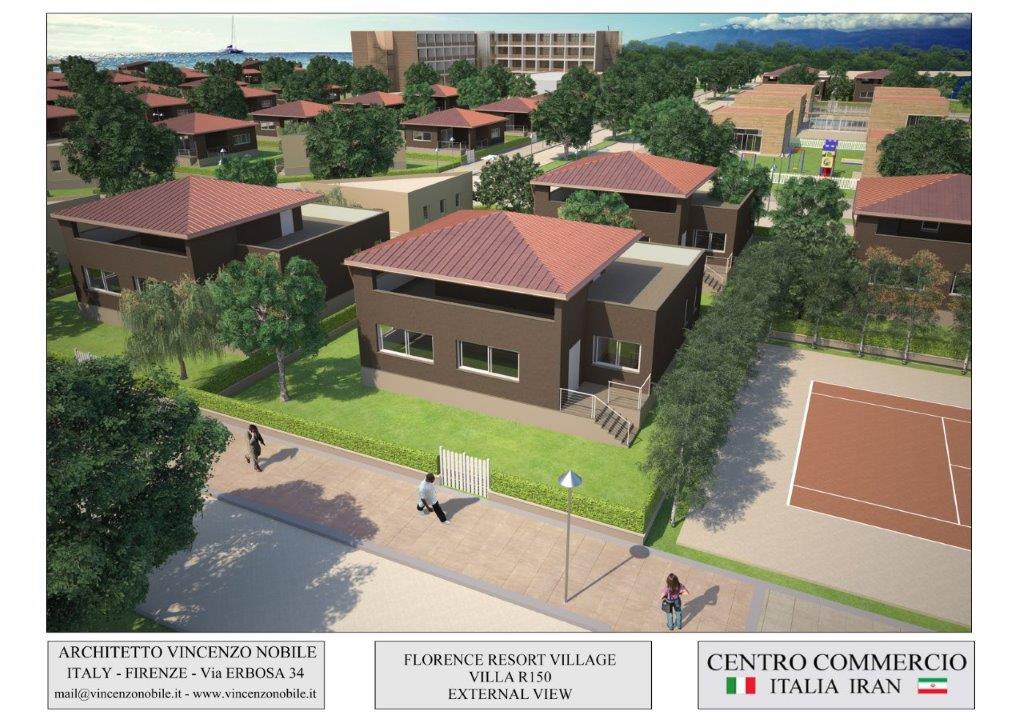 ARCHITETTO VINCENZO NOBILE
ITALY - FIRENZE - Via ERBOSA 34
mail@vincenzonobile.it - www.vincenzonobile.it
FLORENCE RESORT VILLAGE
VILLA R150
EXTERNAL VIEW
CENTRO COMMERCIO
ITALIA IRAN